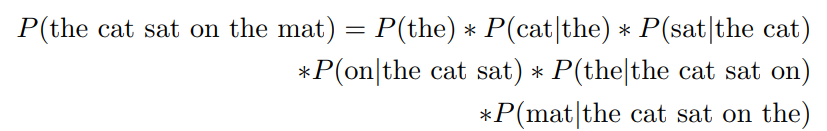 P(the cat sat on the mat) = P(the) ∗ P(cat|the) ∗ P(sat|the cat)
∗P(on|the cat sat) ∗ P(the|the cat sat on)
∗P(mat|the cat sat on the)